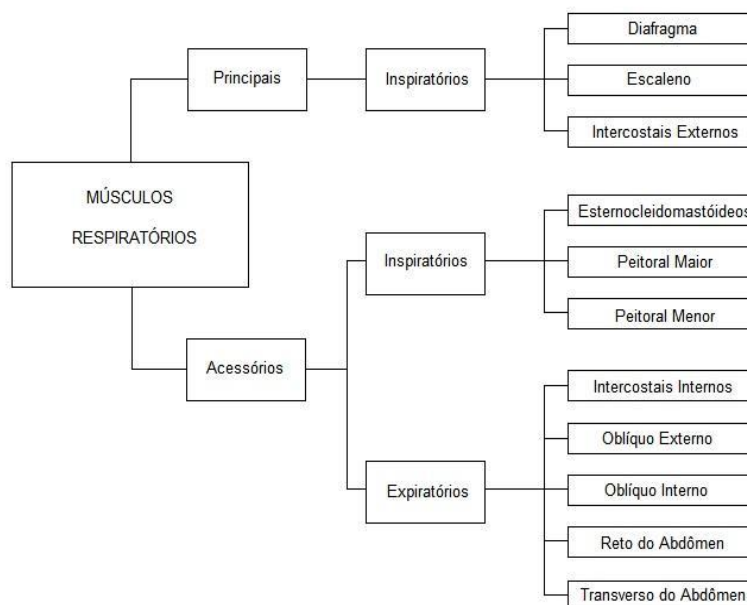 MÚSCULOS
RESPIRATÓRIOS
Principais
Inspiratórios
Diafragma
Escaleno
Intercostais Externos
Acessórios
Inspiratórios
Esternocleidomastóideos
Peitoral Maior
Peitoral Menor
Expiratórios
Intercostais Internos
Oblíquo Externo
Oblíquo Interno
Reto do Abdômen
Transverso do Abdômen